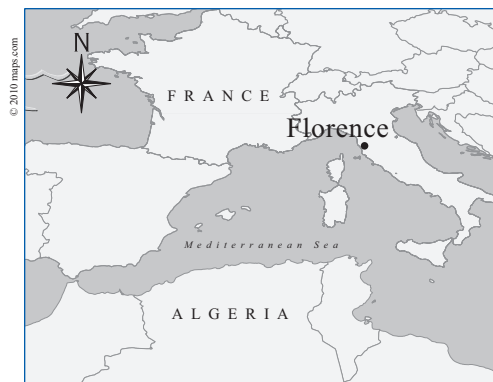 © 2010 maps.com
N
FRANCE
Florence
Mediterranean Sea
ALGERIA